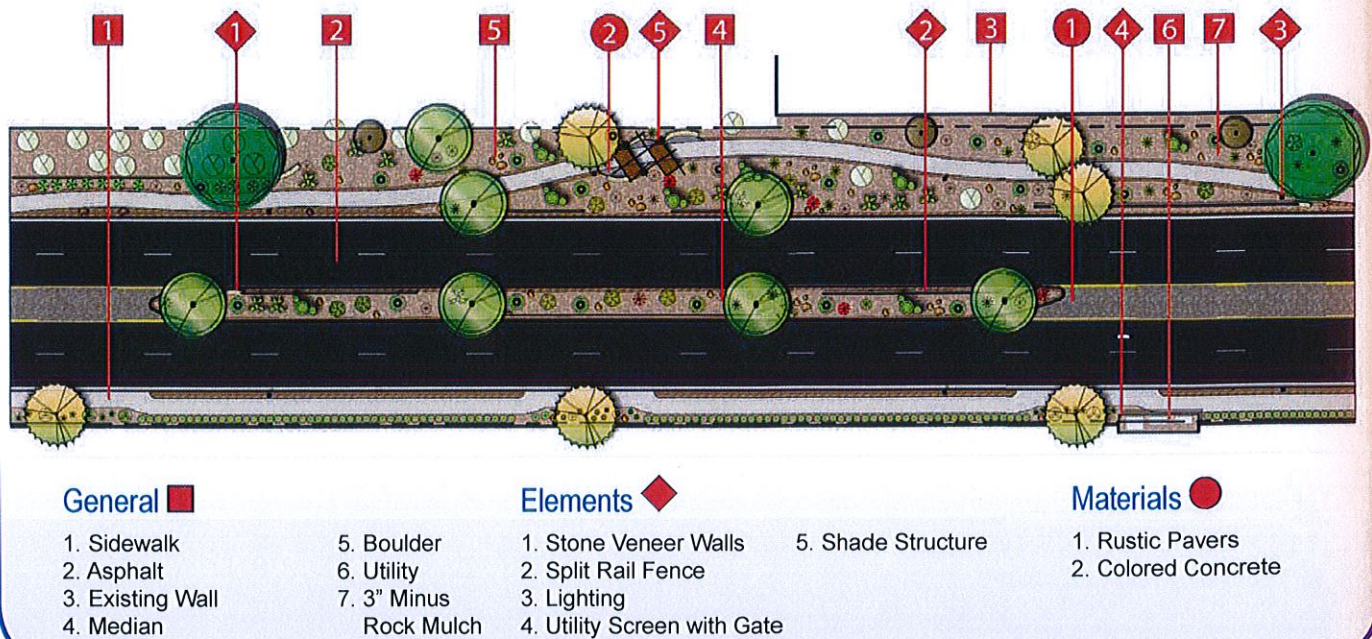 1 1 2 5 2 5 4 2 3 1 4 6 7 3
General
1. Sidewalk
2. Asphalt
3. Existing Wall
4. Median
5. Boulder
6. Utility
7. 3" Minus
Rock Mulch
Elements
1. Stone Veneer Walls
2. Split Rail Fence
3. Lighting
4. Utility Screen with Gate
5. Shade Structure
Materials
1. Rustic Pavers
2. Colored Concrete